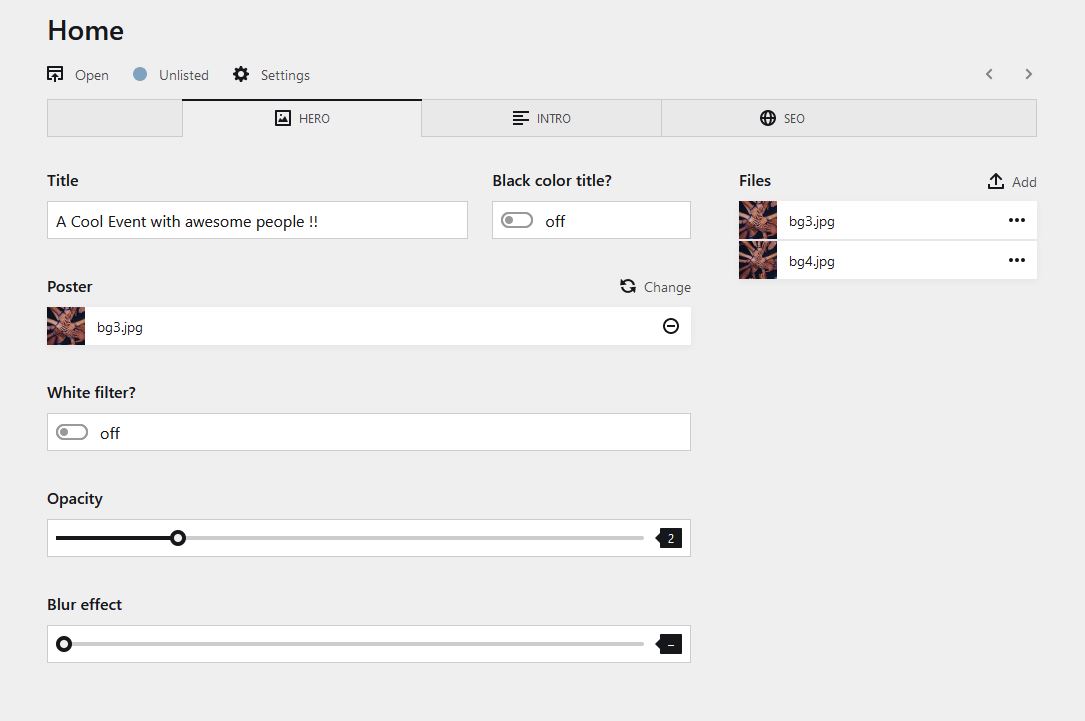 Home
Open Unlisted Settings
HERO INTRO SEO
Title Black color title? Files Add
A Cool Event with awesome people !! off bg3.jpg
bg4.jpg
Poster Change
bg3.jpg
White filter?
off
Opacity
2
Blur effect
–